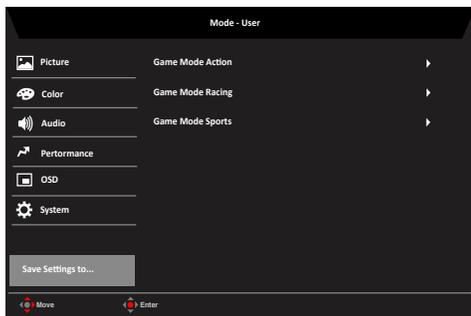 Mode - User
Picture
Game Mode Action
Color
Game Mode Racing
Audio
Game Mode Sports
Pertormance
OSD
System
Save Settings to...
Move
Enter